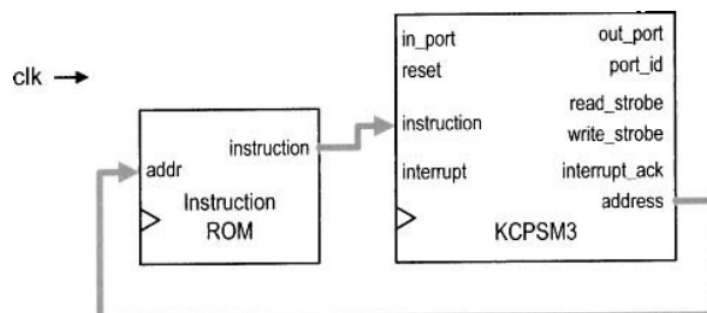 clk
addr
instruction
Instruction
ROM
in_port
reset
instruction
interrupt
out_port
port_id
read_strobe
write_strobe
interrupt_ack
address
KCPSM3